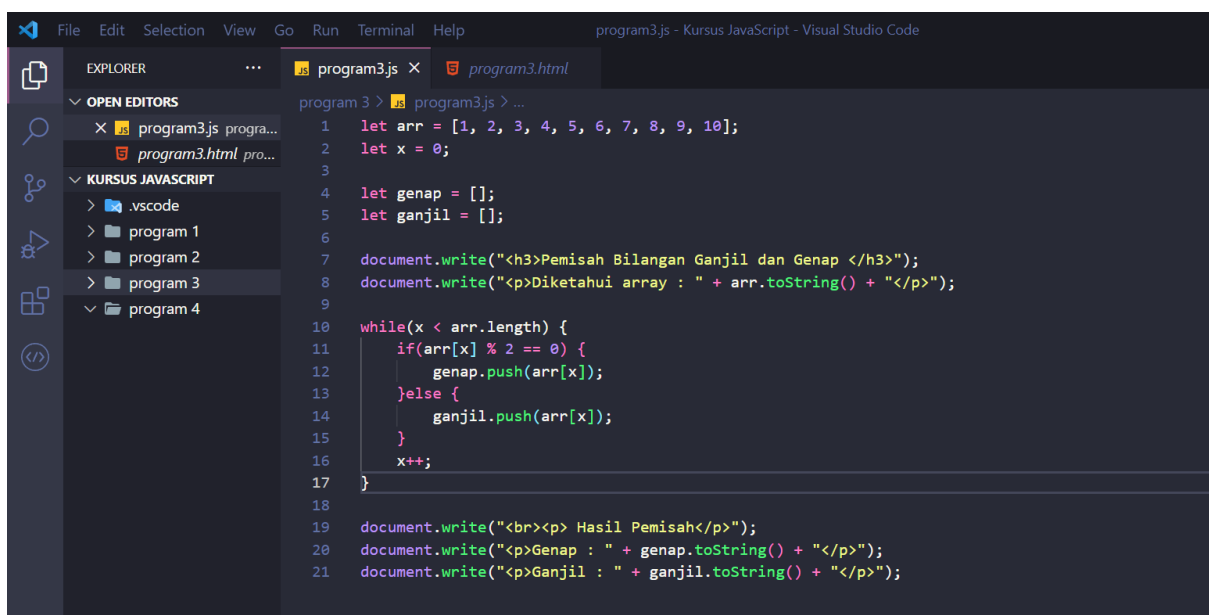 File Edit Selection View Go Run Terminal Help program3.js - Kursus JavaScript - Visual Studio Code
EXPLORER ...
JS program3.js × program3.html
OPEN EDITORS
× JS program3.js progra...
program3.html pro...
KURSUS JAVASCRIPT
> .vscode
> program 1
> program 2
> program 3
program 4
program 3 > JS program3.js > ...
1 let arr = [1, 2, 3, 4, 5, 6, 7, 8, 9, 10];
2 let x = 0;
3
4 let genap = [];
5 let ganjil = [];
6
7 document.write("<h3>Pemisah Bilangan Ganjil dan Genap </h3>");
8 document.write("<p>Diketahui array : " + arr.toString() + "</p>");
9
10 while(x < arr.length) {
11     if(arr[x] % 2 == 0) {
12         genap.push(arr[x]);
13     }else {
14         ganjil.push(arr[x]);
15     }
16     x++;
17 }
18
19 document.write("<br><p> Hasil Pemisah</p>");
20 document.write("<p>Genap : " + genap.toString() + "</p>");
21 document.write("<p>Ganjil : " + ganjil.toString() + "</p>");